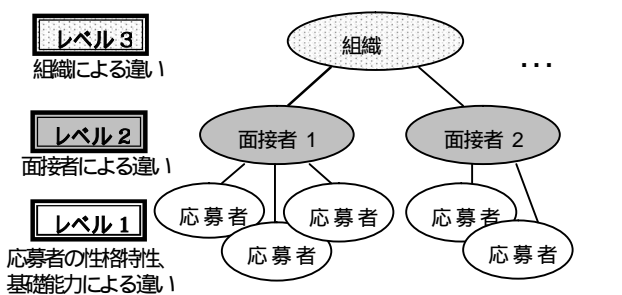 レベル3
組織による違い
組織
...
レベル2
面接者による違い
面接者 1
面接者 2
レベル1
応募者の性格特性、
基礎能力による違い
応募者
応募者
応募者
応募者
応募者